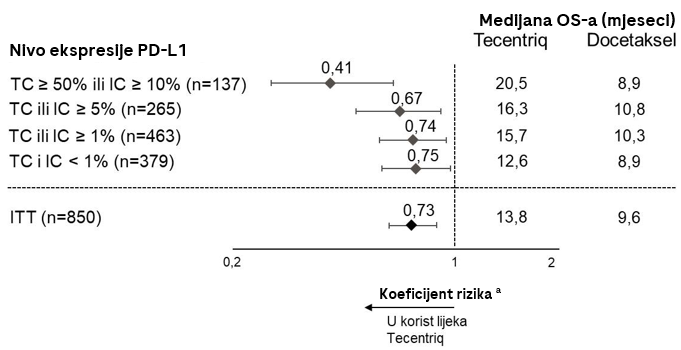 Medijana OS-a (mjeseci)
Nivo ekspresije PD-L1 Tecentriq Docetaksel
TC ≥ 50% ili IC ≥ 10% (n=137) 0,41 20,5 8,9
TC ili IC ≥ 5% (n=265) 0,67 16,3 10,8
TC ili IC ≥ 1% (n=463) 0,74 15,7 10,3
TC i IC < 1% (n=379) 0,75 12,6 8,9
ITT (n=850) 0,73 13,8 9,6
0,2 1 2
Koeficijent rizika a
U korist lijeka
Tecentriq